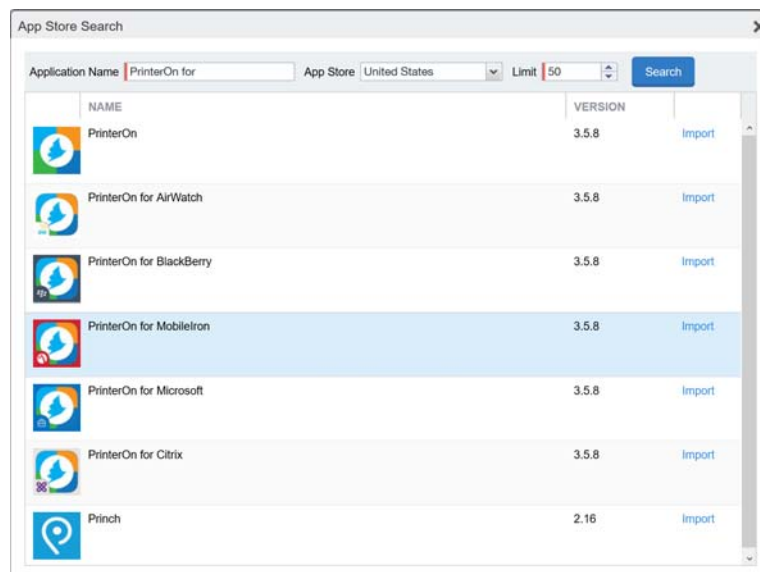 App Store Search
Application Name PrinterOn for App Store United States Limit 50 Search
NAME VERSION
PrinterOn 3.5.8 Import
PrinterOn for AirWatch 3.5.8 Import
PrinterOn for BlackBerry 3.5.8 Import
PrinterOn for MobileIron 3.5.8 Import
PrinterOn for Microsoft 3.5.8 Import
PrinterOn for Citrix 3.5.8 Import
Princh 2.16 Import